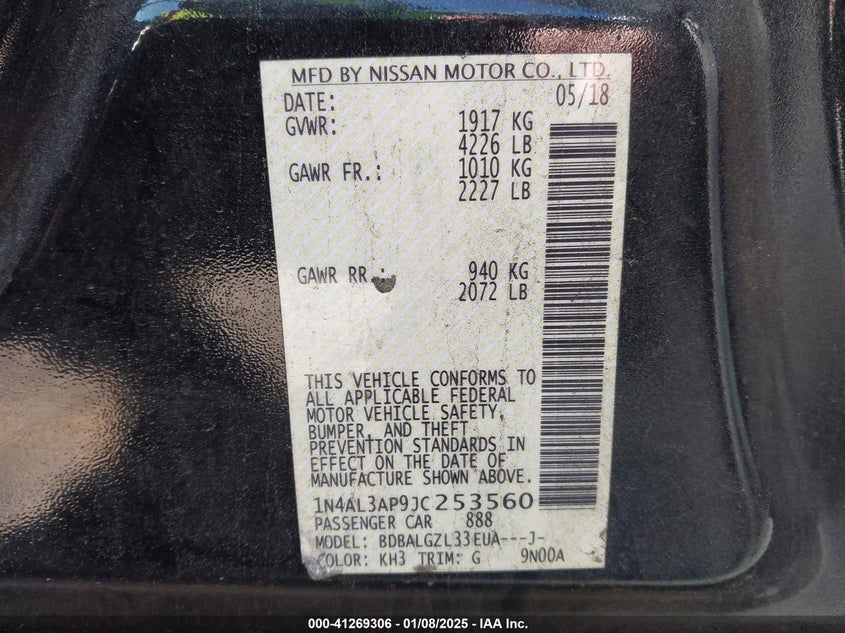 MFD BY NISSAN MOTOR CO., LTD.
DATE: 05/18
GVWR: 1917 KG
4226 LB
GAWR FR.: 1010 KG
2227 LB
GAWR RR.: 940 KG
2072 LB
THIS VEHICLE CONFORMS TO
ALL APPLICABLE FEDERAL
MOTOR VEHICLE SAFETY,
BUMPER, AND THEFT
PREVENTION STANDARDS IN
EFFECT ON THE DATE OF
MANUFACTURE SHOWN ABOVE.
1N4AL3AP9JC253560
PASSENGER CAR 888
MODEL: BDBALGZL33EUA---J-
COLOR: KH3 TRIM: G 9N00A
000-41269306 - 01/08/2025 - © IAA Inc.